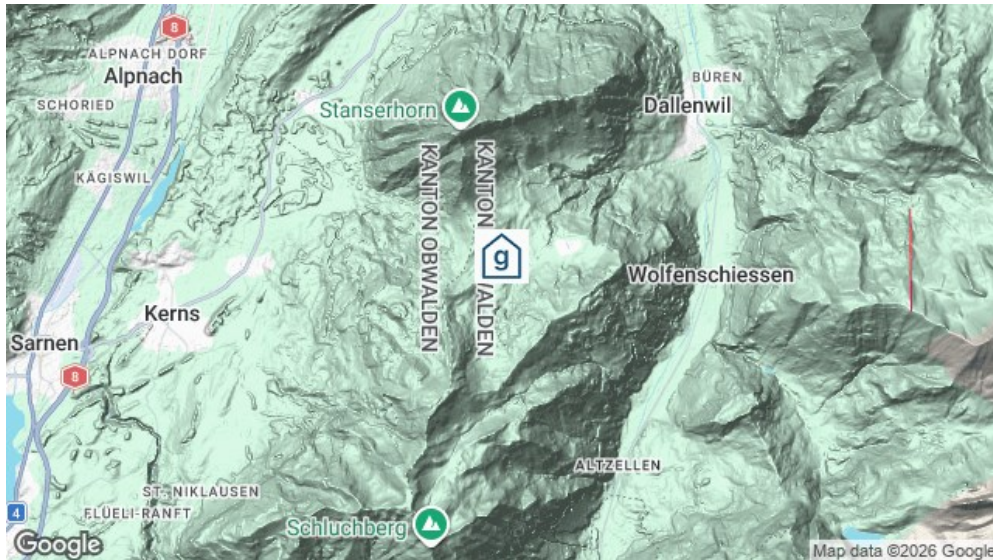 8
ALPNACH DORF
Alpnach
SCHORIED
BÜREN
Stanserhorn
Dallenwil
KÄGISWIL
KANTON OBWALDEN
KANTON
ALDEN
g
Wolfenschiessen
Kerns
Sarnen
8
ALTZELLEN
ST. NIKLAUSEN
4
FLÜELI-RANFT
Schluchberg
Google
Map data ©2026 Google